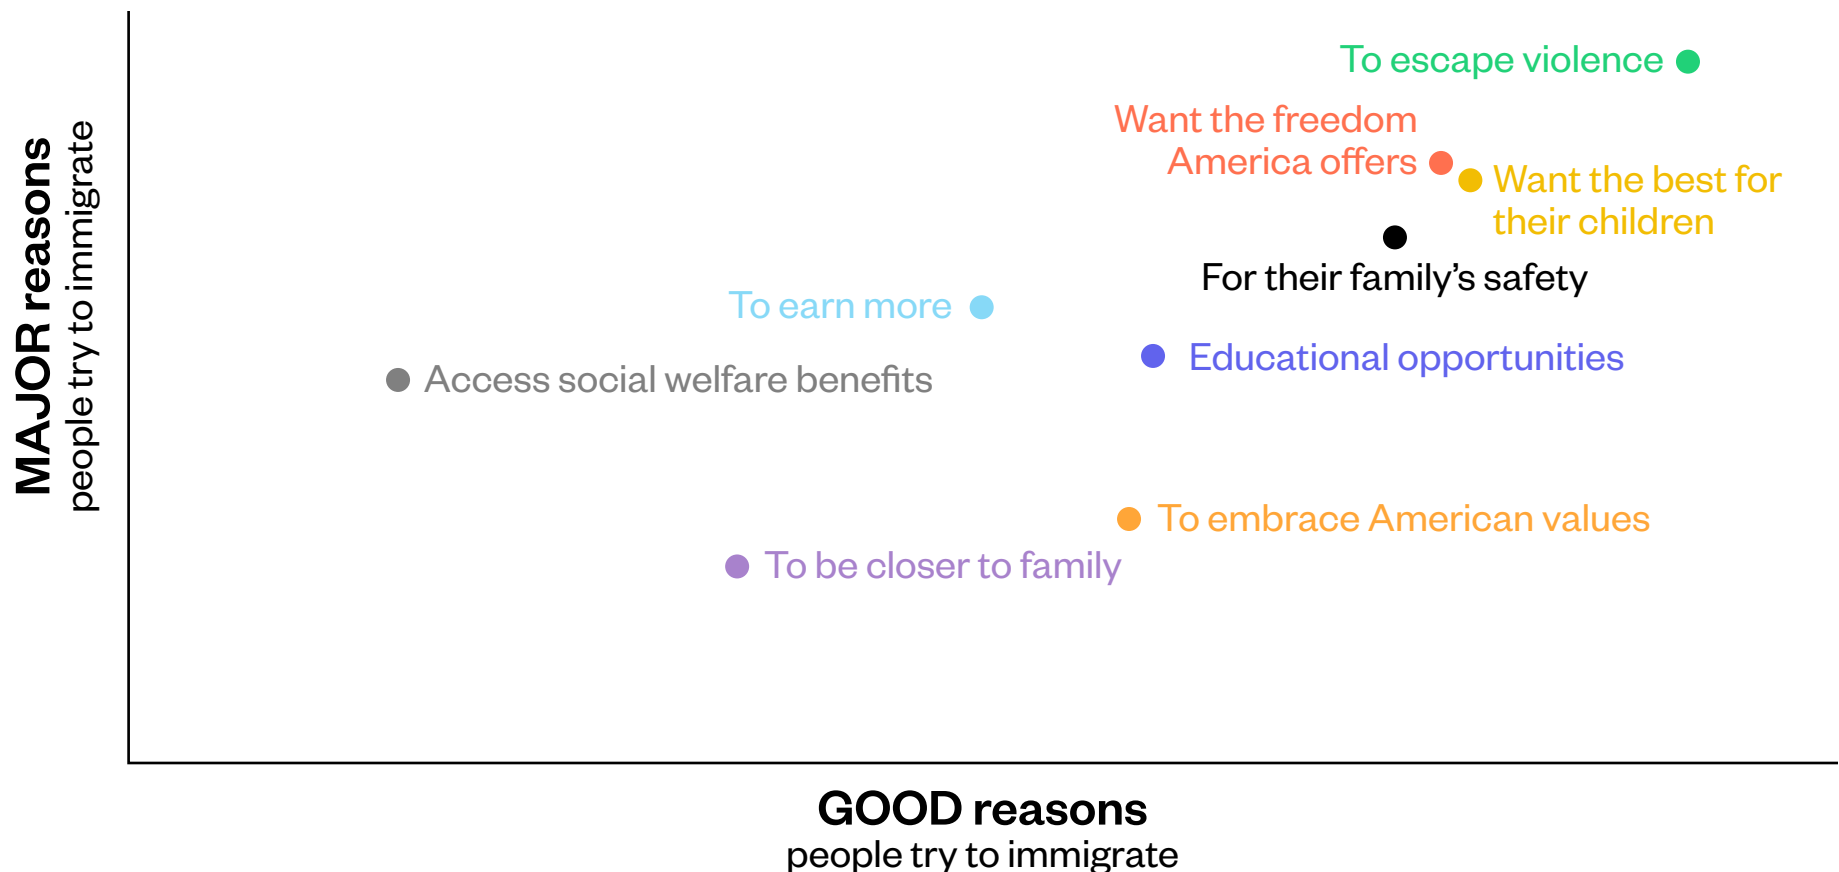 MAJOR reasons
people try to immigrate
To escape violence
Want the freedom
America offers
Want the best for
their children
For their family’s safety
To earn more
Educational opportunities
Access social welfare benefits
To embrace American values
To be closer to family
GOOD reasons
people try to immigrate